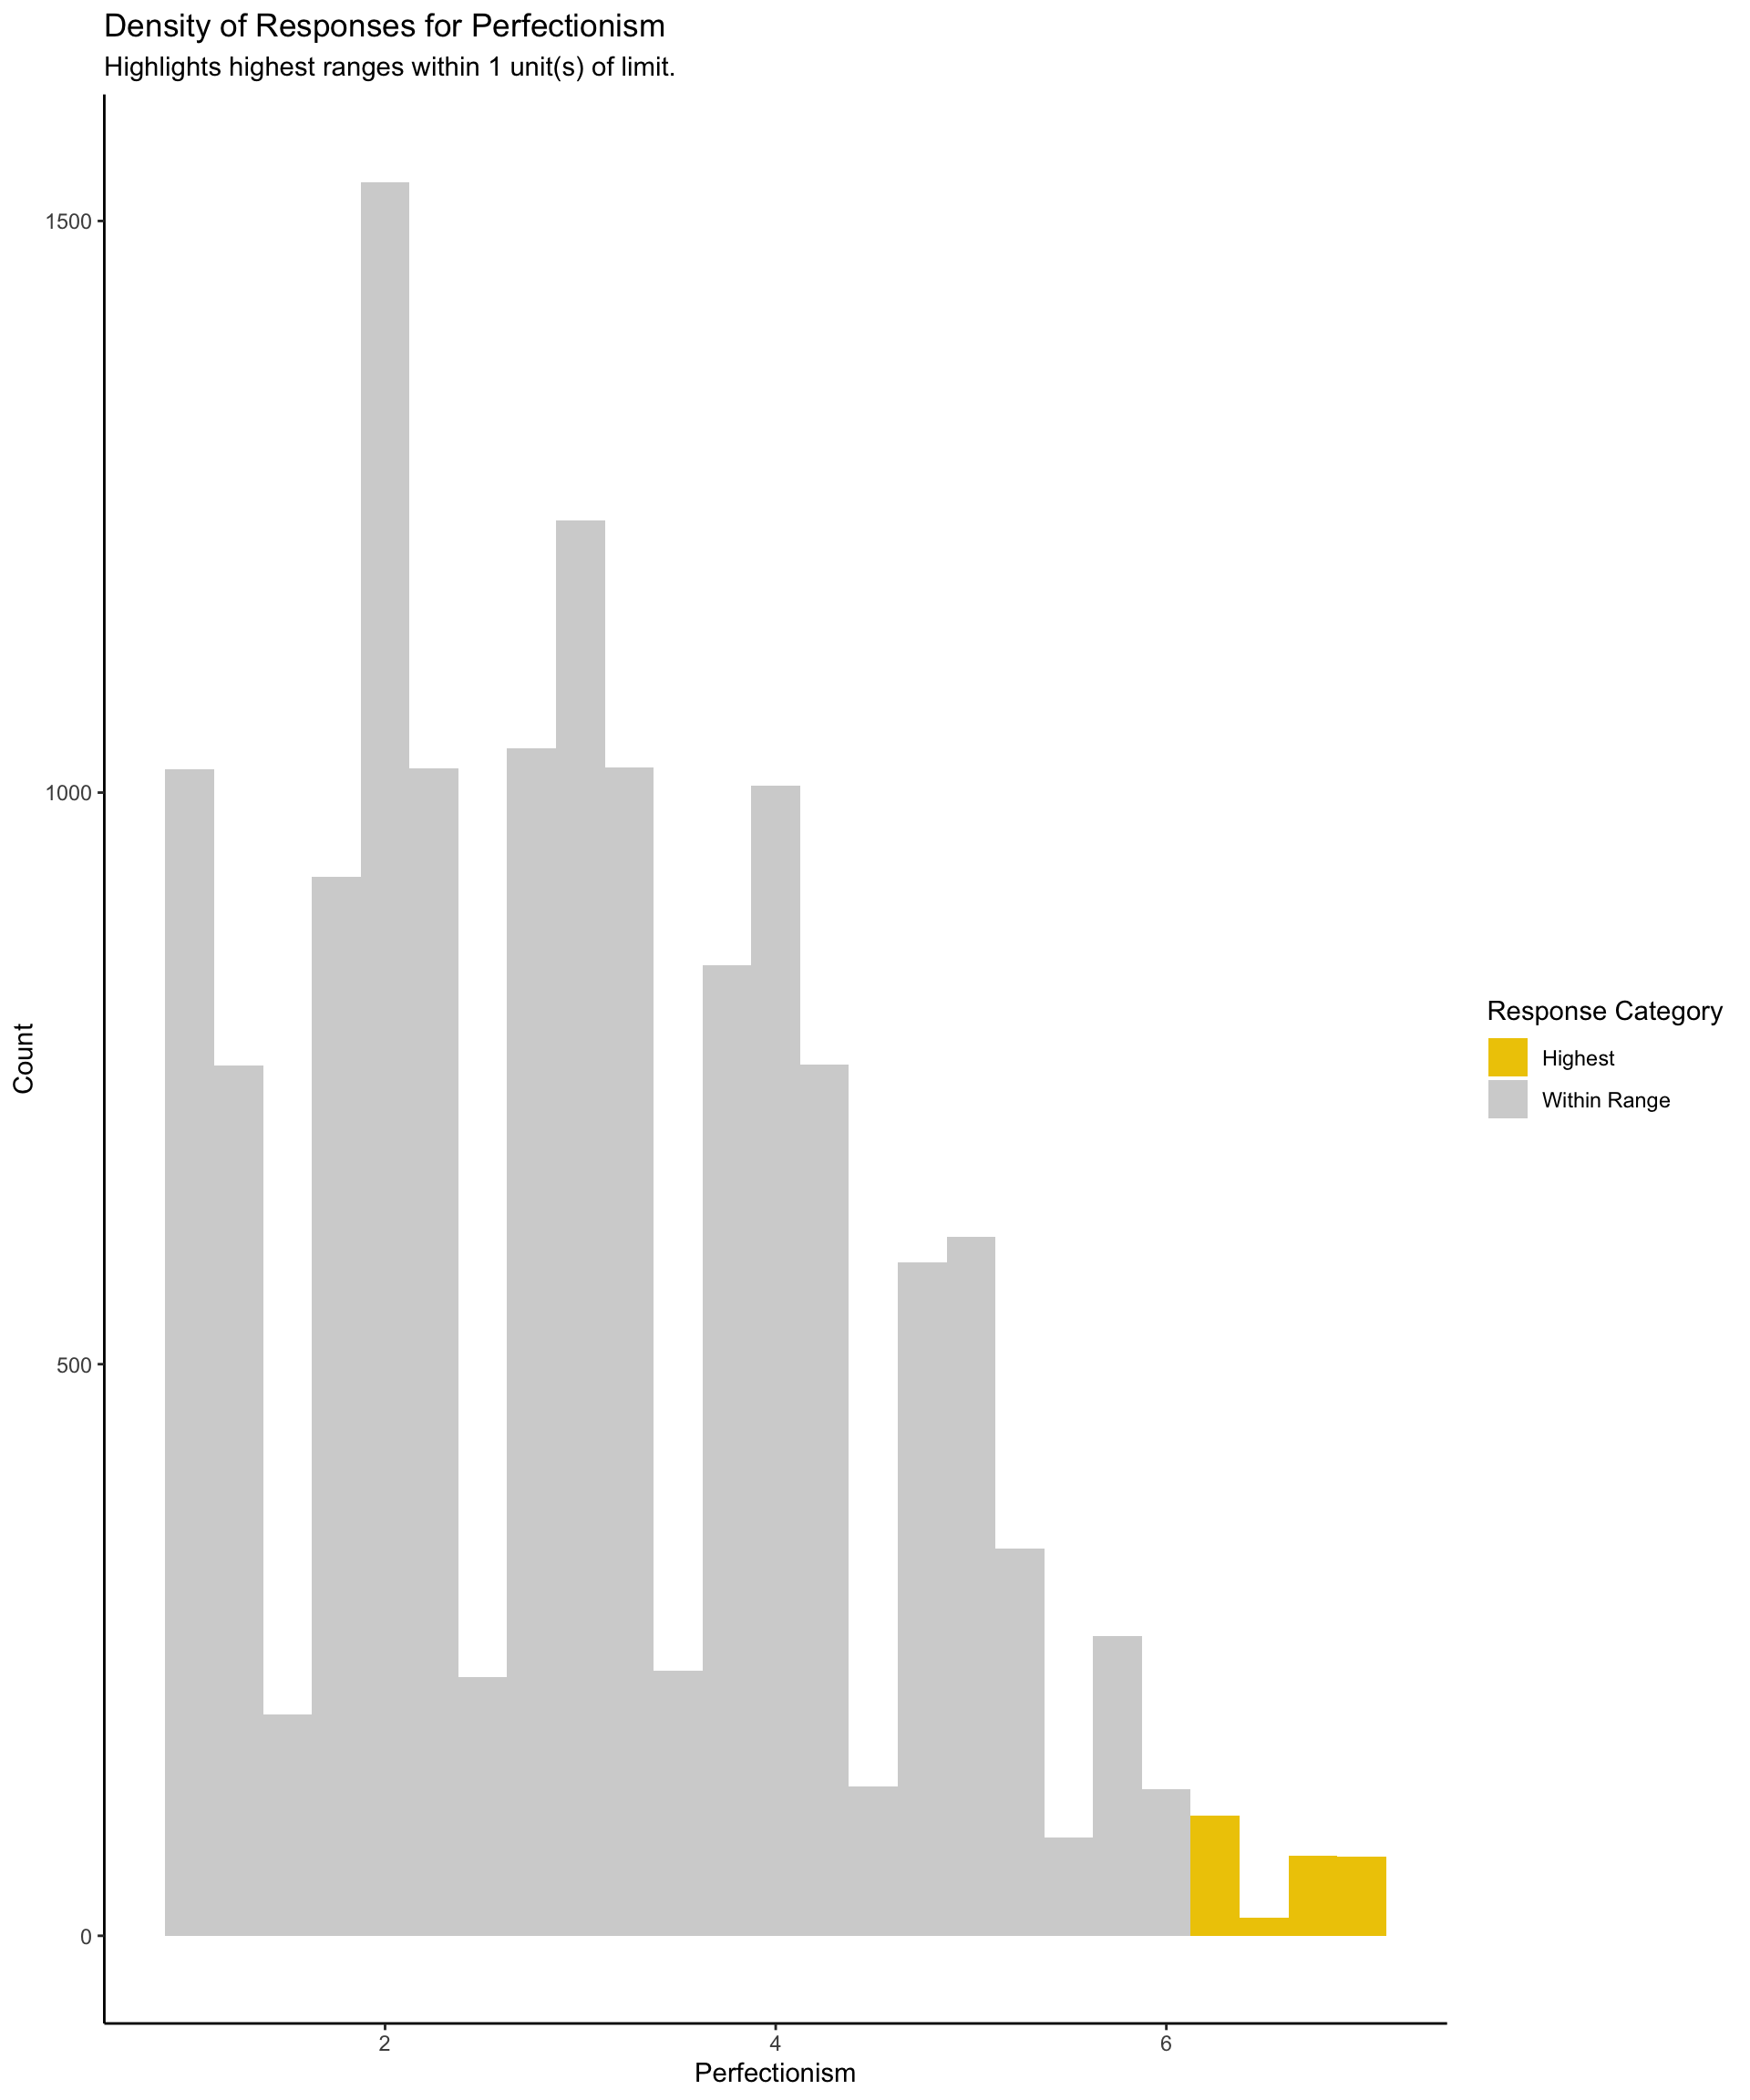 Density of Responses for Perfectionism
Highlights highest ranges within 1 unit(s) of limit.
1500
1000
500
0
Count
2
4
6
Perfectionism
Response Category
Highest
Within Range